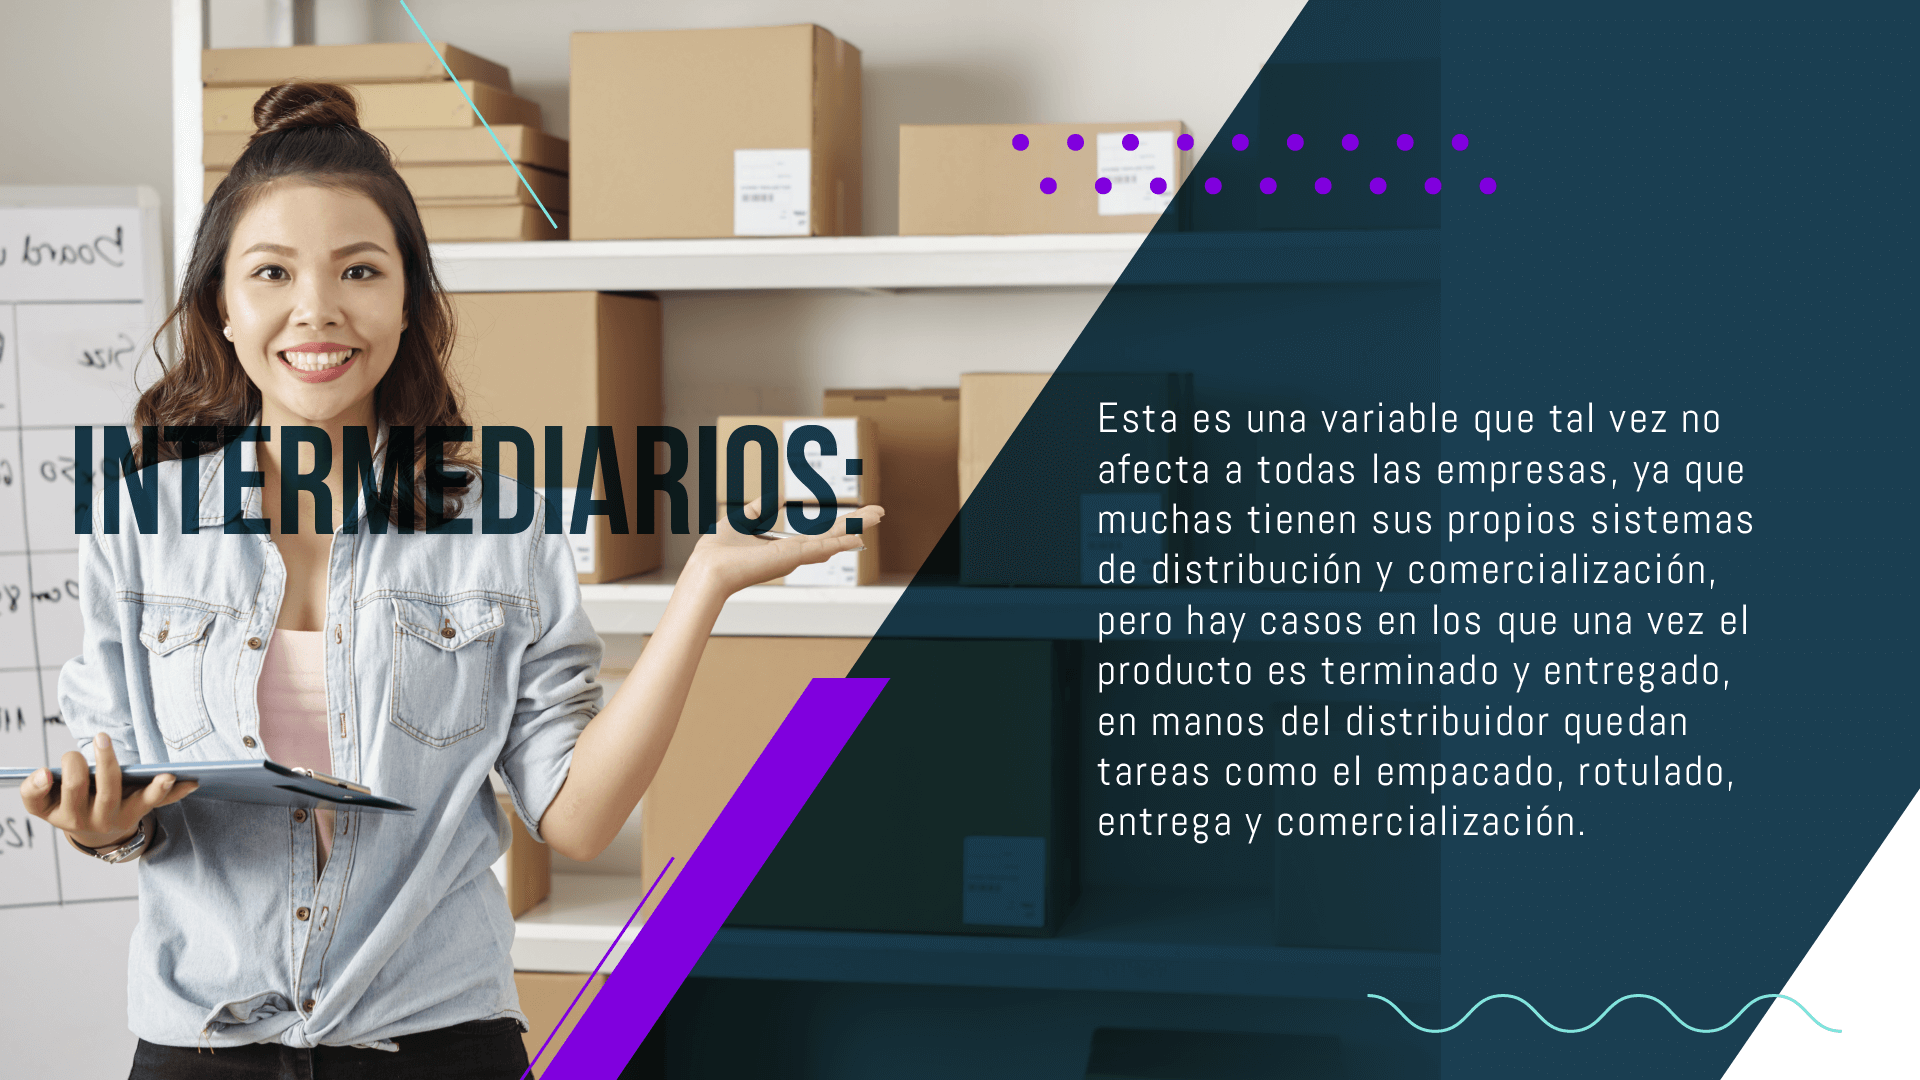 INTERMEDIARIOS:
Esta es una variable que tal vez no
afecta a todas las empresas, ya que
muchas tienen sus propios sistemas
de distribución y comercialización,
pero hay casos en los que una vez el
producto es terminado y entregado,
en manos del distribuidor quedan
tareas como el empacado, rotulado,
entrega y comercialización.
Board
Size